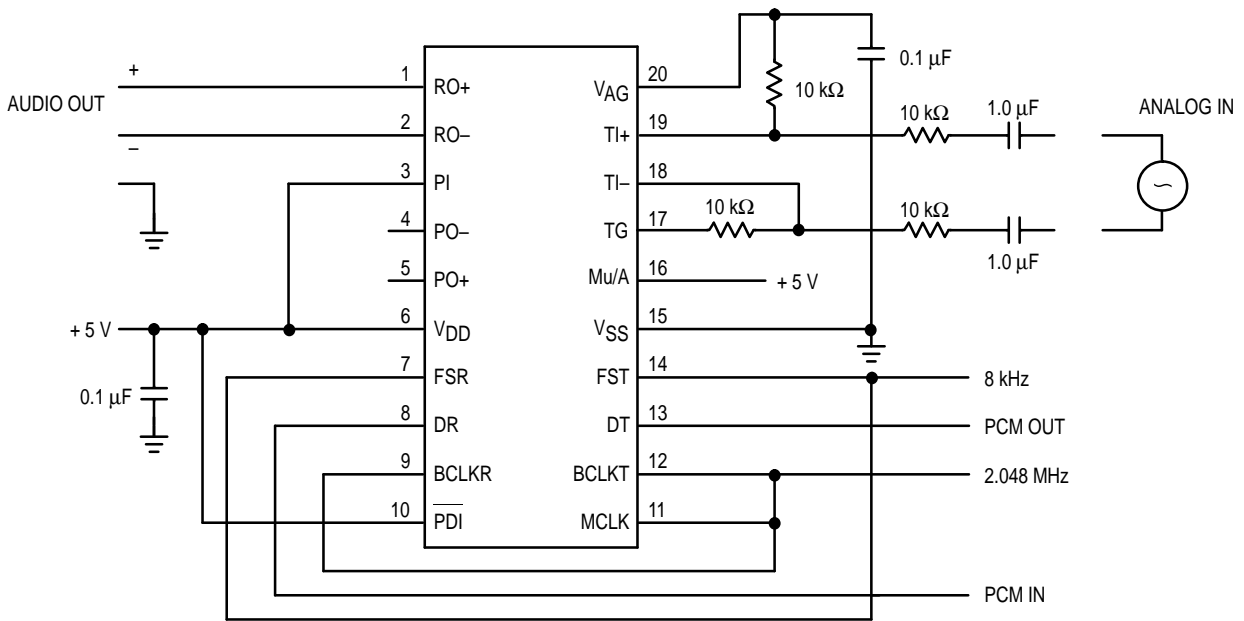 AUDIO OUT
+
–
+ 5 V
0.1 μF
1 RO+
2 RO–
3 PI
4 PO–
5 PO+
6 VDD
7 FSR
8 DR
9 BCLKR
10 PDI
VAG 20
TI+ 19
TI– 18
TG 17
Mu/A 16
VSS 15
FST 14
DT 13
BCLKT 12
MCLK 11
10 kΩ
0.1 μF
10 kΩ
1.0 μF
ANALOG IN
10 kΩ
10 kΩ
1.0 μF
+ 5 V
8 kHz
PCM OUT
2.048 MHz
PCM IN